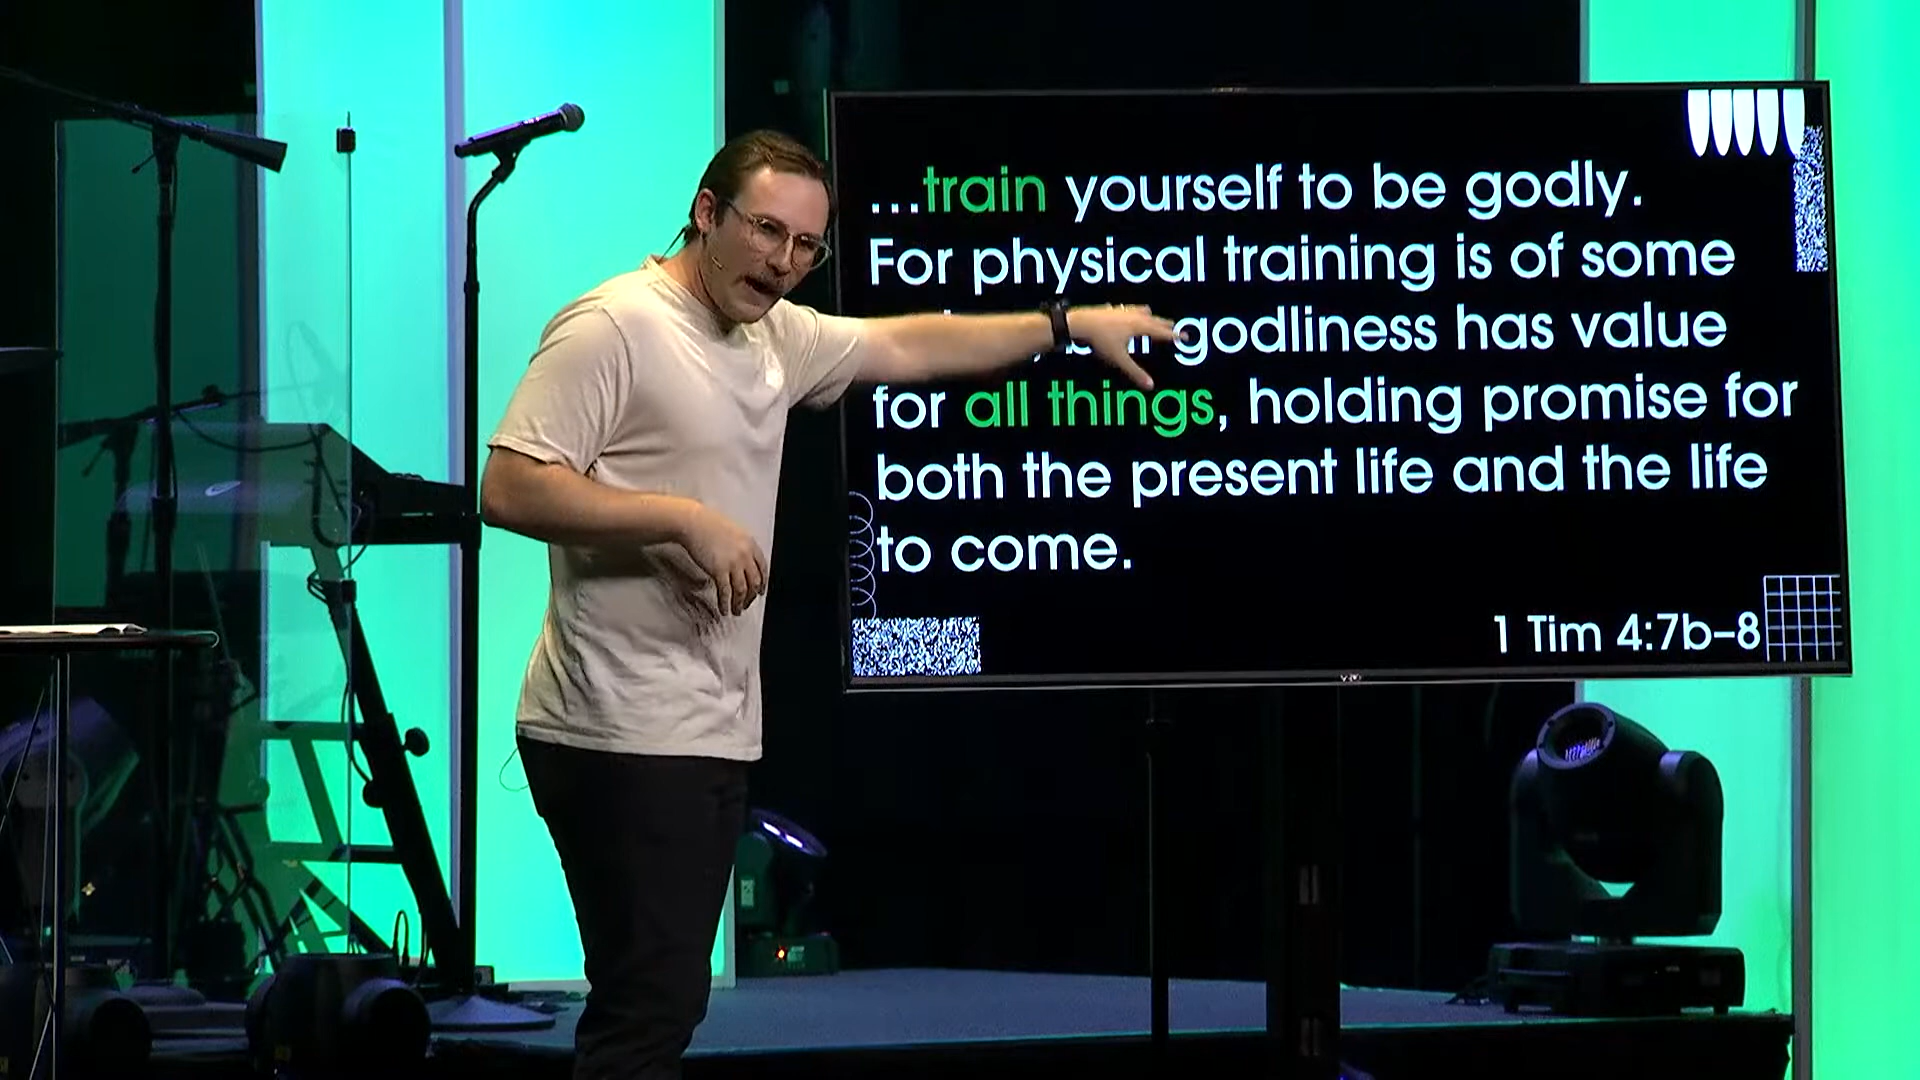 ...train yourself to be godly.
For physical training is of some
godliness has value
for all things, holding promise for
both the present life and the life
to come.
1 Tim 4:7b–8